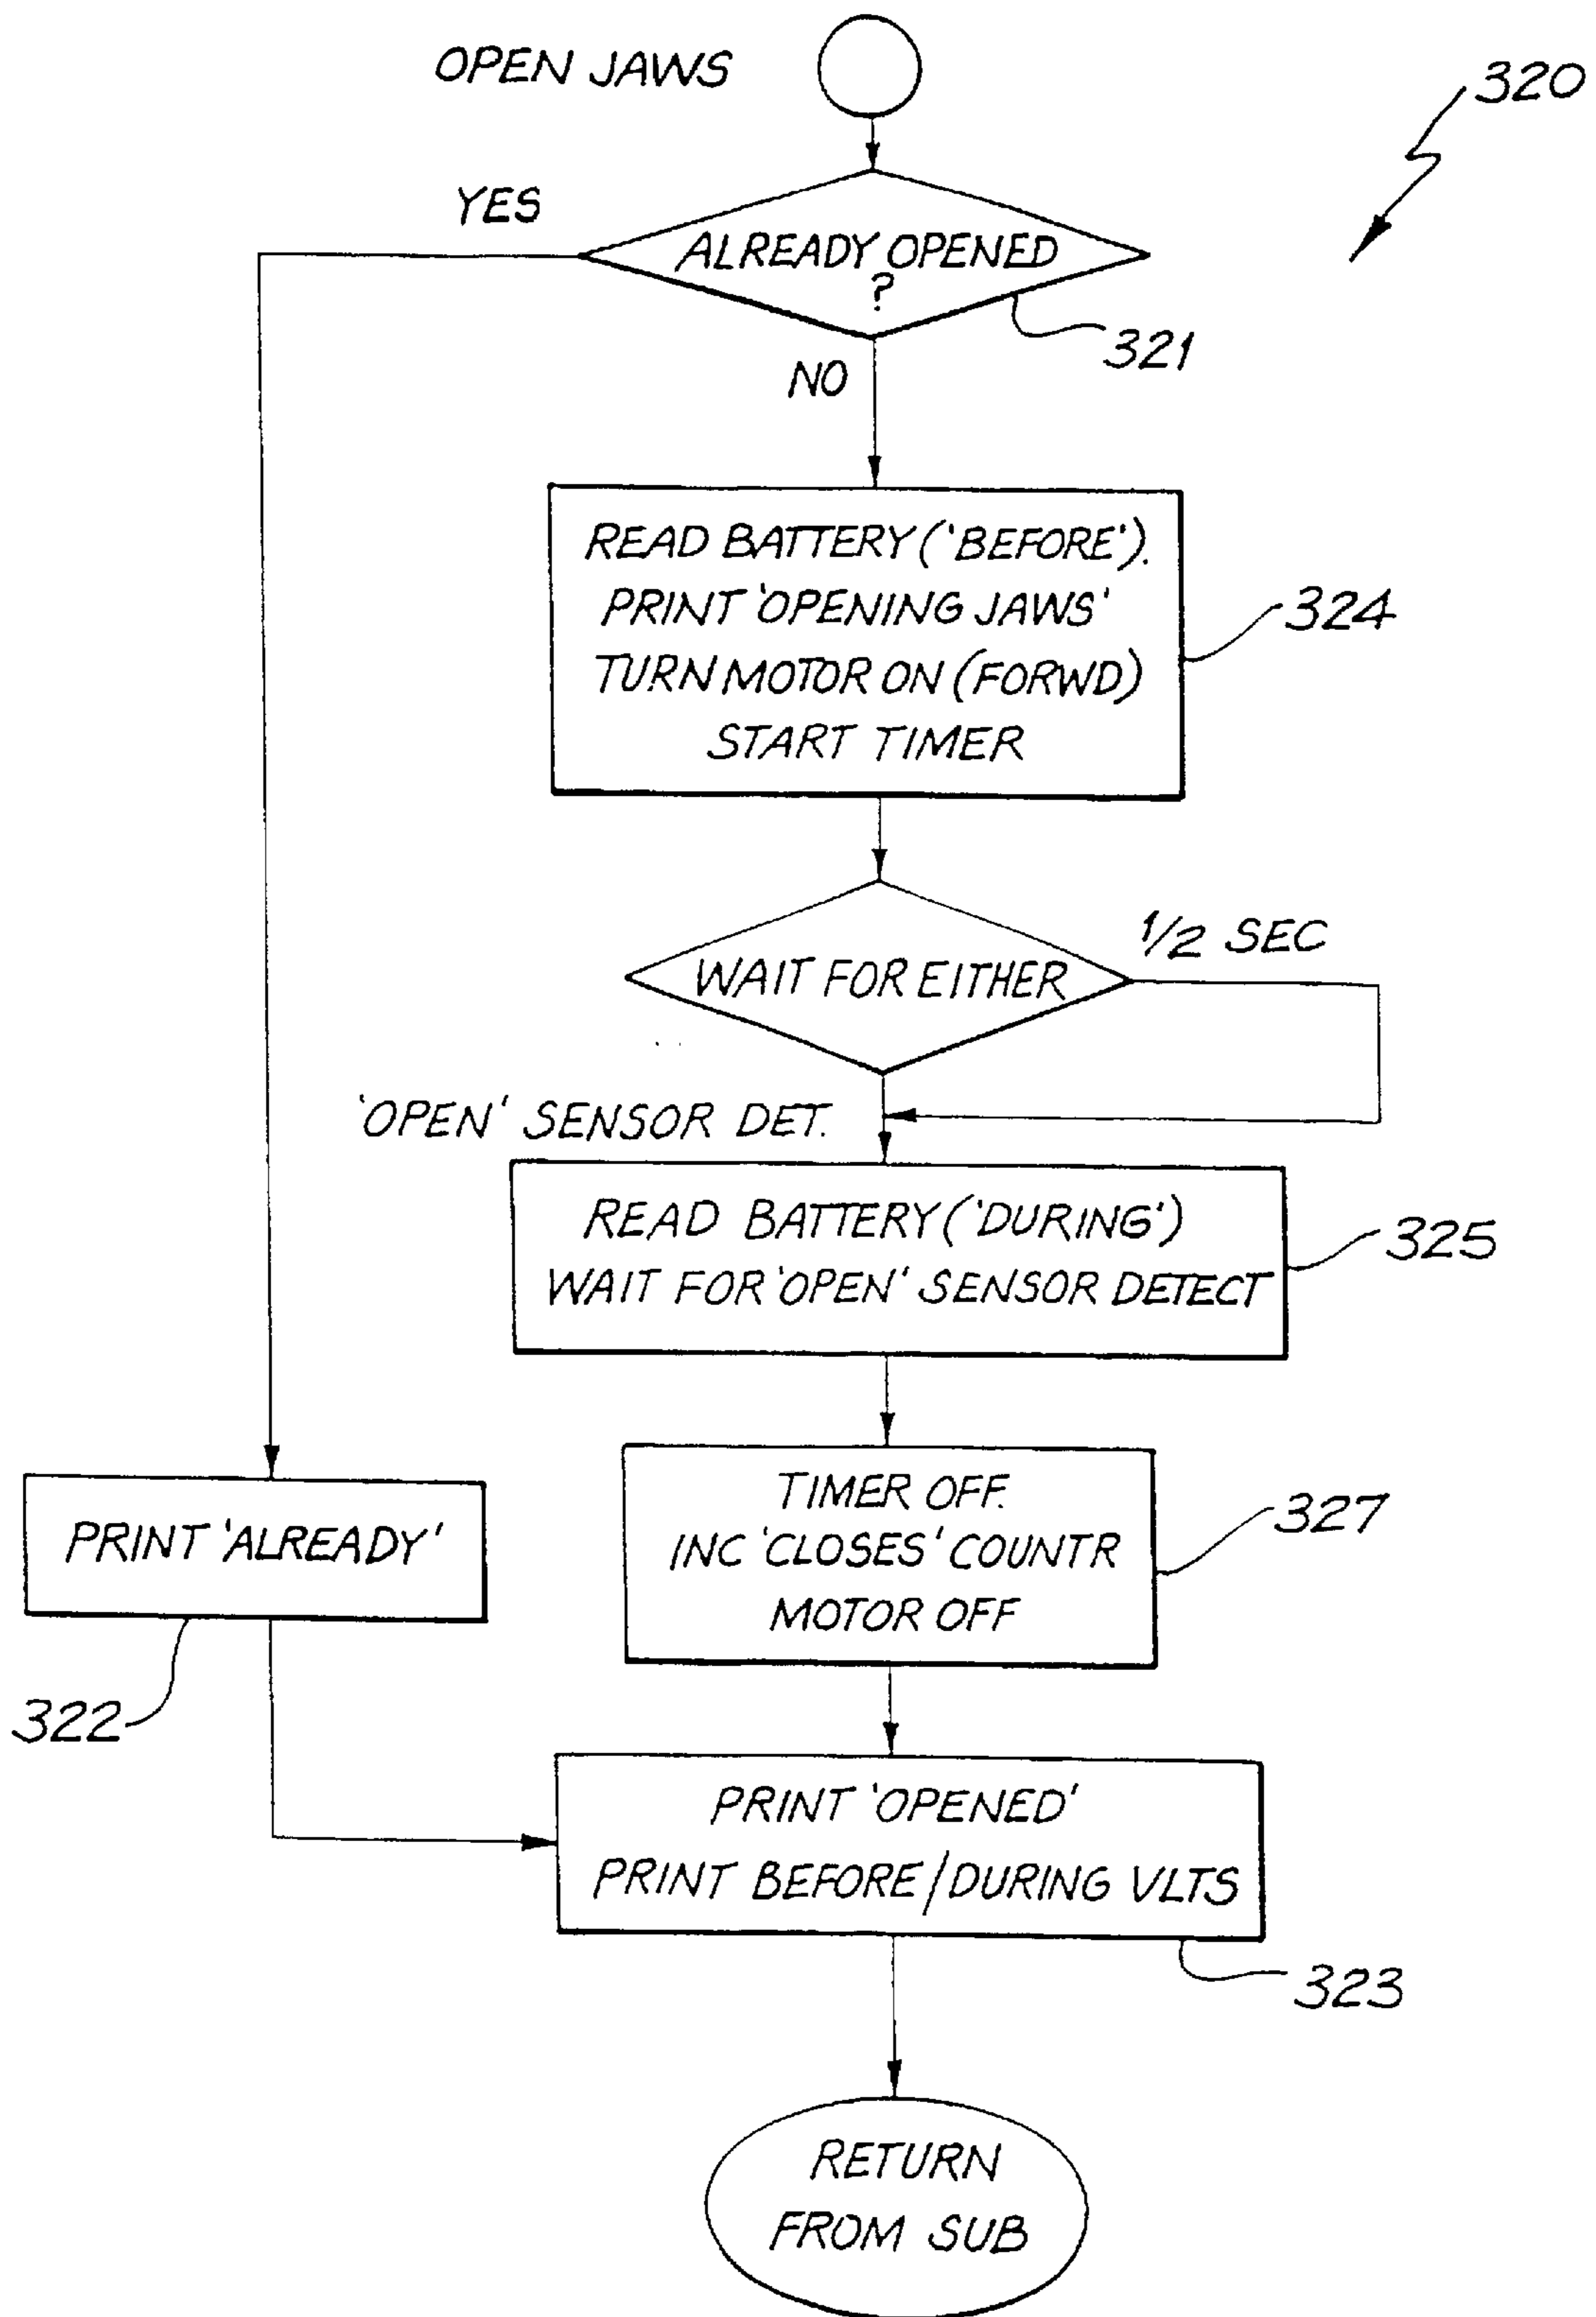 OPEN JAWS
320
YES
ALREADY OPENED
?
321
NO
READ BATTERY ('BEFORE').
PRINT 'OPENING JAWS'
TURN MOTOR ON (FORWD)
START TIMER
324
1/2 SEC
WAIT FOR EITHER
'OPEN' SENSOR DET.
READ BATTERY ('DURING')
WAIT FOR 'OPEN' SENSOR DETECT
325
TIMER OFF.
INC 'CLOSES' COUNTR
MOTOR OFF
327
PRINT 'ALREADY'
322
PRINT 'OPENED'
PRINT BEFORE/DURING VLTS
323
RETURN
FROM SUB